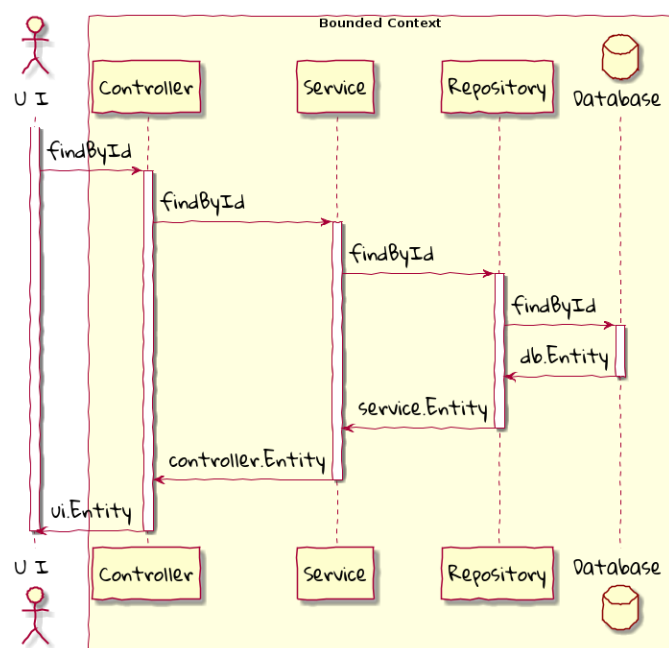 Bounded Context
U I
Controller
Service
Repository
Database
findById
findById
findById
findById
db.Entity
service.Entity
controller.Entity
ui.Entity
U I
Controller
Service
Repository
Database